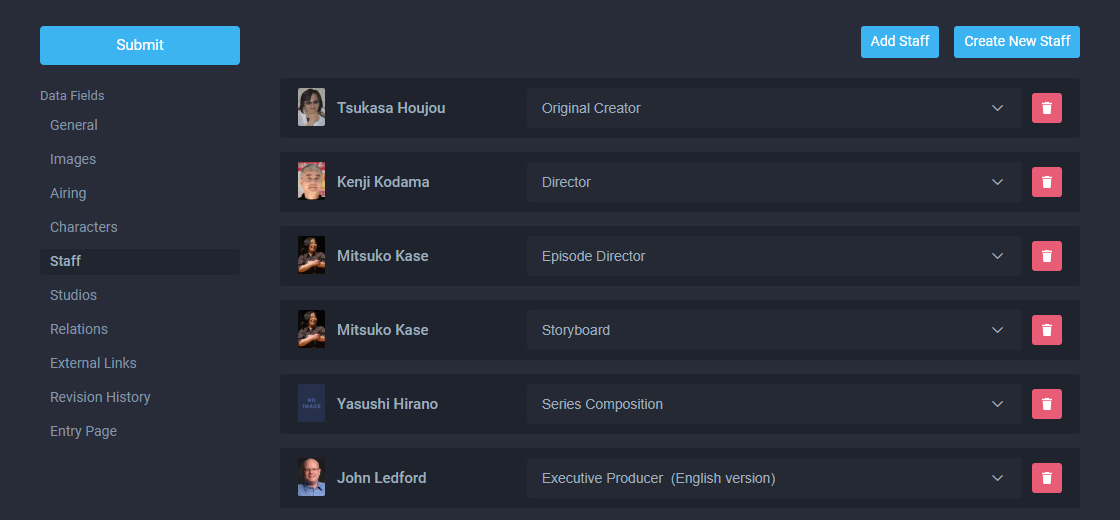 Submit
Add Staff
Create New Staff
Data Fields
General
Images
Airing
Characters
Staff
Studios
Relations
External Links
Revision History
Entry Page
Tsukasa Houjou
Original Creator
Kenji Kodama
Director
Mitsuko Kase
Episode Director
Mitsuko Kase
Storyboard
NO
IMAGE
Yasushi Hirano
Series Composition
John Ledford
Executive Producer (English version)